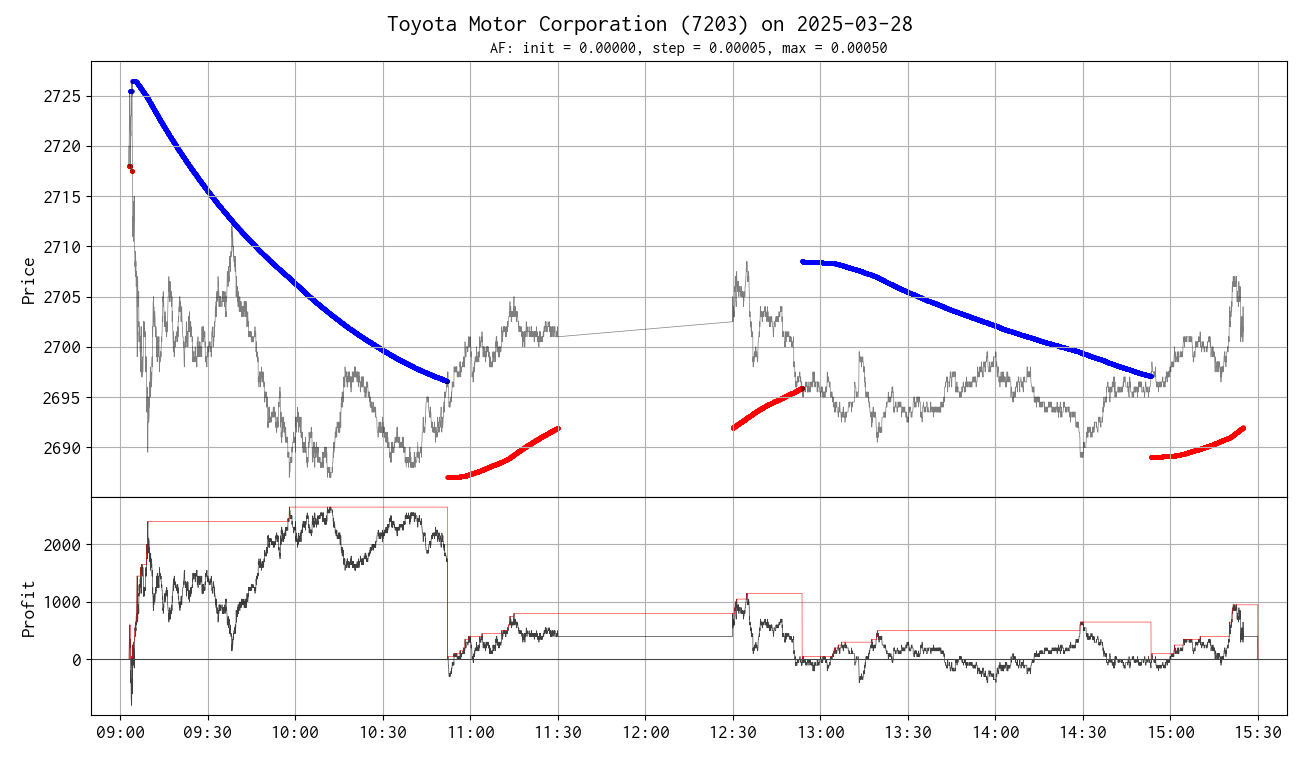 Toyota Motor Corporation (7203) on 2025-03-28
AF: init = 0.00000, step = 0.00005, max = 0.00050
Price
2725
2720
2715
2710
2705
2700
2695
2690
Profit
2000
1000
0
09:00 09:30 10:00 10:30 11:00 11:30 12:00 12:30 13:00 13:30 14:00 14:30 15:00 15:30